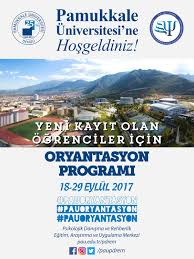 Pamukkale
Üniversitesi'ne
Hoşgeldiniz!
YENİ KAYIT OLAN
ÖĞRENCİLER İÇİN
ORYANTASYON
PROGRAMI
18-29 EYLÜL 2017
#PAUORYANTASYON
#PAUORYANTASYON
#PAUORYANTASYON
Psikolojik Danışma ve Rehberlik
Eğitim, Araştırma ve Uygulama Merkezi
pau.edu.tr/pdrem
/paupdrem